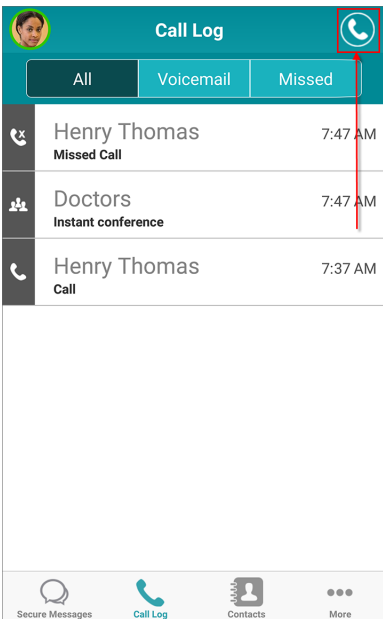 Call Log
All Voicemail Missed
Henry Thomas 7:47 AM
Missed Call
Doctors 7:47 AM
Instant conference
Henry Thomas 7:37 AM
Call
Secure Messages Call Log Contacts More